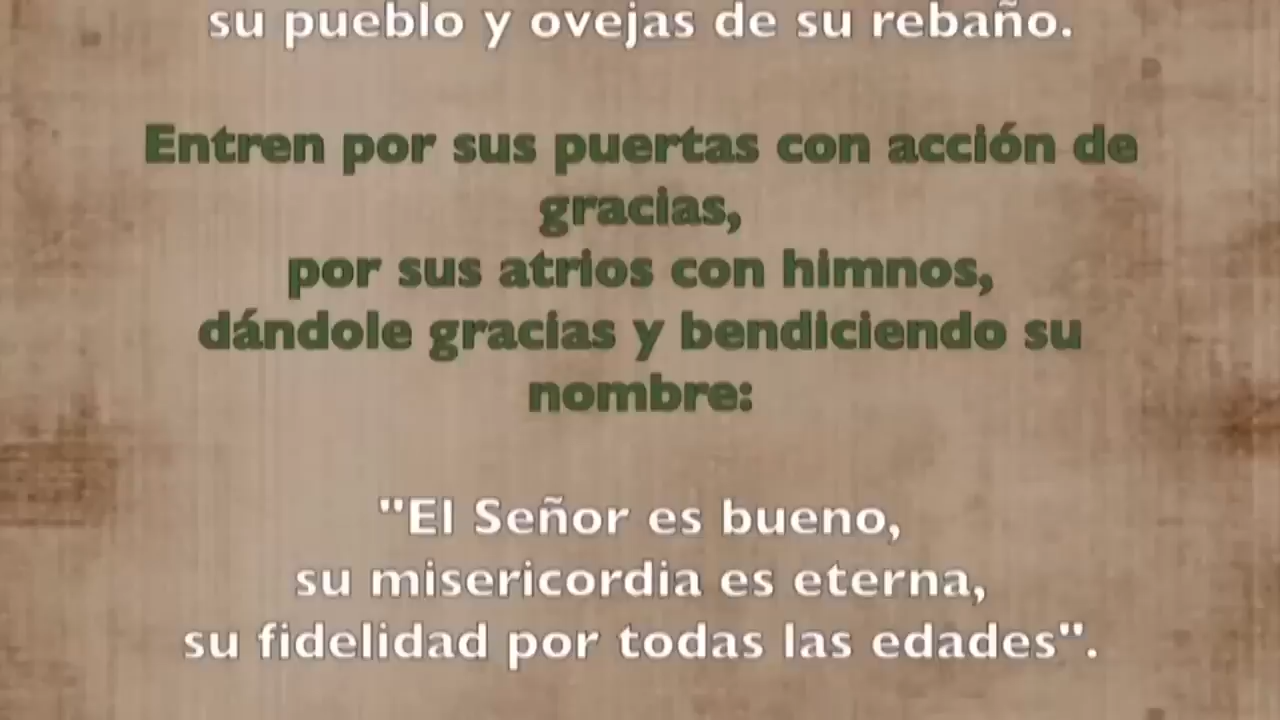 su pueblo y ovejas de su rebaño.
Entren por sus puertas con acción de
gracias,
por sus atrios con himnos,
dándole gracias y bendiciendo su
nombre:
"El Señor es bueno,
su misericordia es eterna,
su fidelidad por todas las edades".